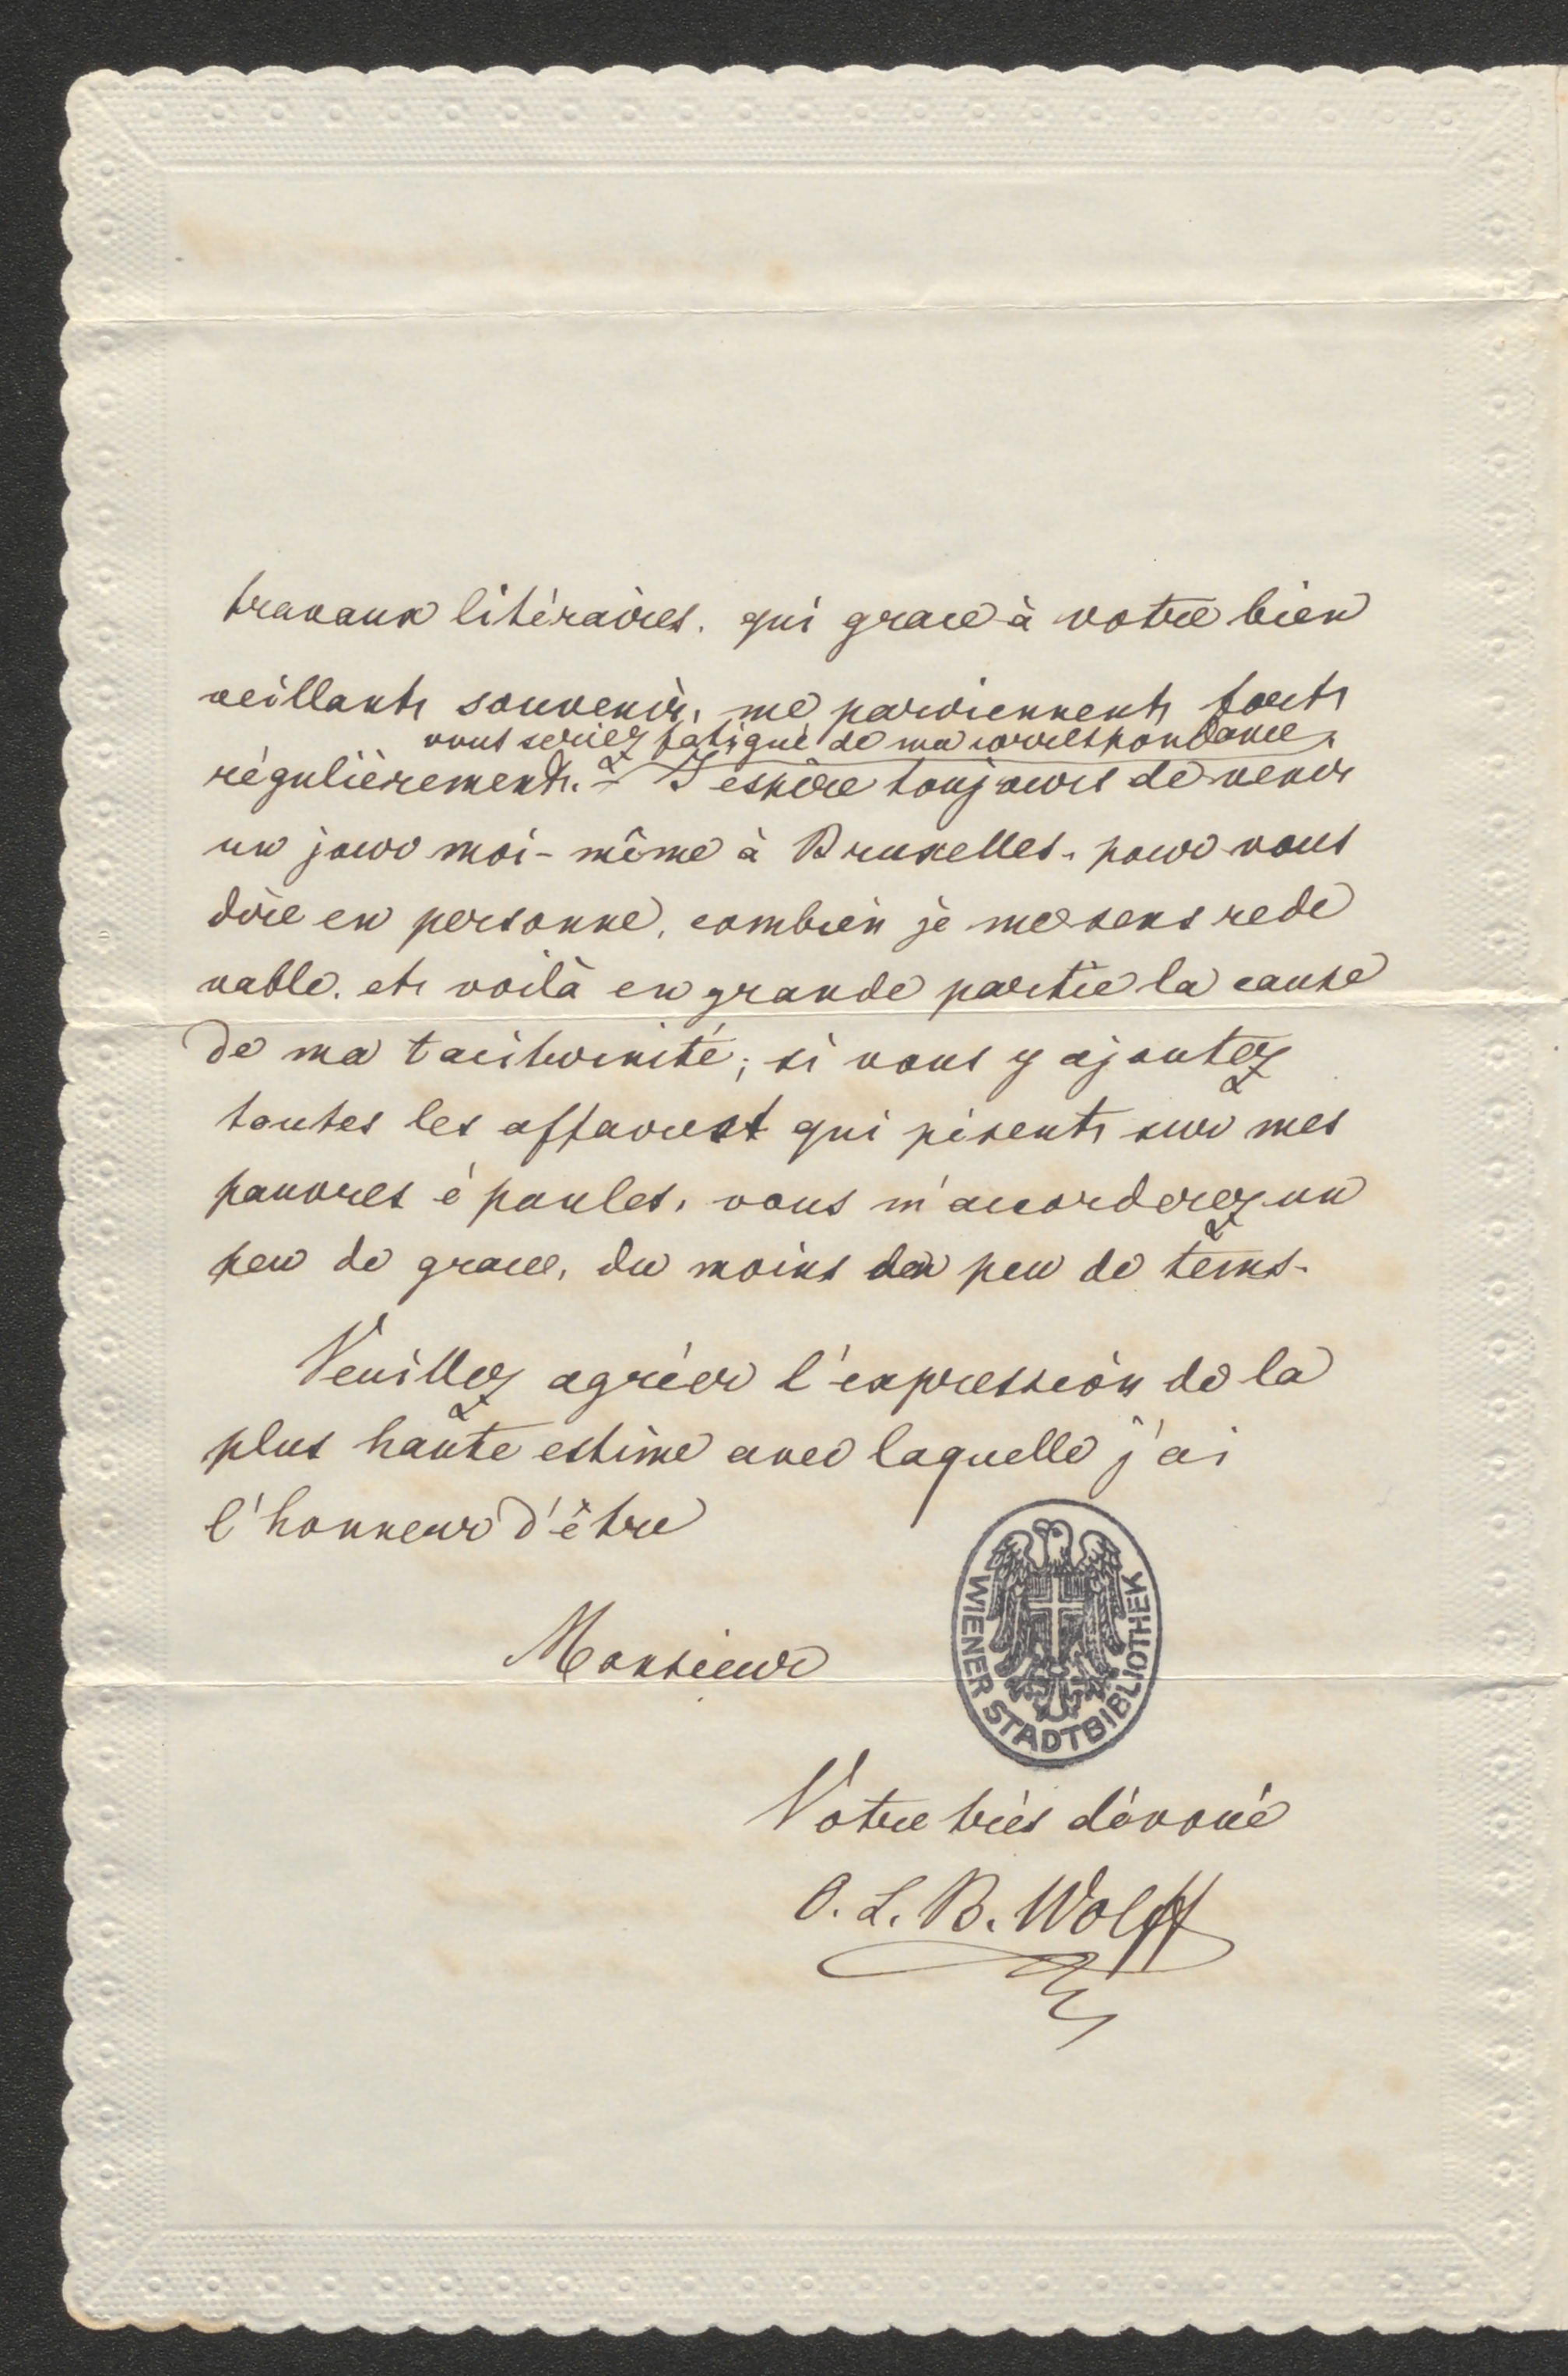 travaux litéraires. qui grace à votre bien
veillant souvenir, me parviennent fort
vous seriez fatigué de ma correspondance,
régulièrement. – J'espère toujours de venir
un jour moi-même à Bruxelles, pour vous
dire en personne, combien je me sens rede
vable. et voilà en grande partie la cause
de ma taciturnité; si vous y ajoutez
toutes les affaires qui pèsent sur mes
pauvres épaules, vous m'accorderez un
peu de grace, du moins un peu de tems.
Veuillez agréer l'expression de la
plus haute estime avec laquelle j'ai
l'honneur d'être
Monsieur
WIENER STADTBIBLIOTHEK
Votre très dévoué
O. L. B. Wolff